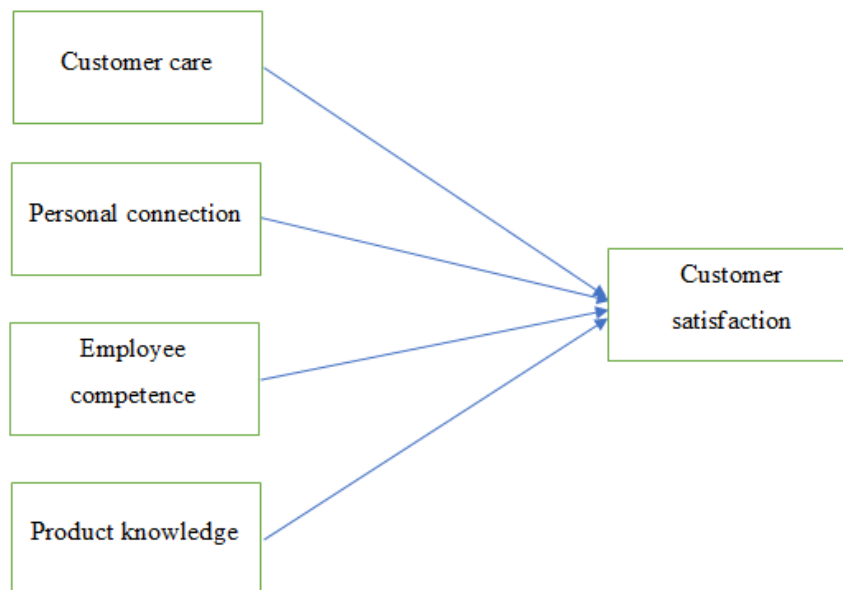 Customer care
Personal connection
Employee
competence
Product knowledge
Customer
satisfaction